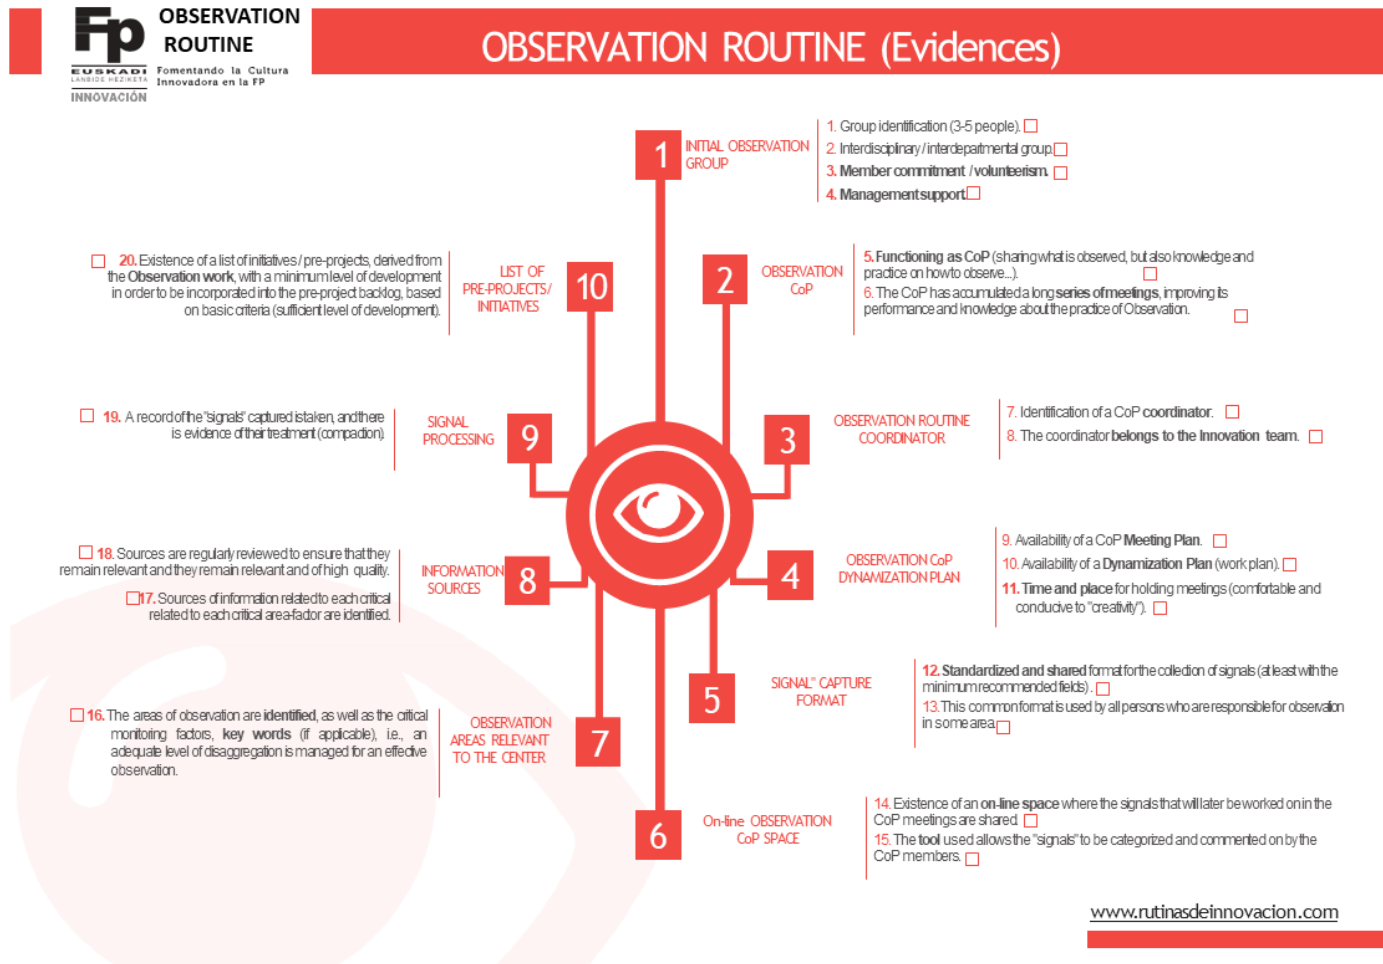 Fp
EUSKADI
LANBIDE HEZIKETA
INNOVACIÓN
OBSERVATION
ROUTINE
Fomentando la Cultura
Innovadora en la FP
OBSERVATION ROUTINE (Evidences)
1
INITIAL OBSERVATION
GROUP
1. Group identification (3-5 people).
2. Interdisciplinary / interdepartmental group.
3. Member commitment / volunteerism.
4. Management support.
2
OBSERVATION
CoP
5. Functioning as CoP (sharing what is observed, but also knowledge and
practice on how to observe...).
6. The CoP has accumulated a long series of meetings, improving its
performance and knowledge about the practice of Observation.
3
OBSERVATION ROUTINE
COORDINATOR
7. Identification of a CoP coordinator.
8. The coordinator belongs to the Innovation team.
4
OBSERVATION CoP
DYNAMIZATION PLAN
9. Availability of a CoP Meeting Plan.
10. Availability of a Dynamization Plan (work plan).
11. Time and place for holding meetings (comfortable and
conducive to "creativity").
5
SIGNAL" CAPTURE
FORMAT
12. Standardized and shared format for the collection of signals (at least with the
minimum recommended fields).
13. This common format is used by all persons who are responsible for observation
in some area.
6
On-line OBSERVATION
CoP SPACE
14. Existence of an on-line space where the signals that will later be worked on in the
CoP meetings are shared.
15. The tool used allows the "signals" to be categorized and commented on by the
CoP members.
7
OBSERVATION
AREAS RELEVANT
TO THE CENTER
16. The areas of observation are identified, as well as the critical
monitoring factors, key words (if applicable), i.e., an
adequate level of disaggregation is managed for an effective
observation.
8
INFORMATION
SOURCES
18. Sources are regularly reviewed to ensure that they
remain relevant and they remain relevant and of high quality.
17. Sources of information related to each critical
related to each critical area-factor are identified.
9
SIGNAL
PROCESSING
19. A record of the "signals" captured is taken, and there
is evidence of their treatment (compaction).
10
LIST OF
PRE-PROJECTS/
INITIATIVES
20. Existence of a list of initiatives / pre-projects, derived from
the Observation work, with a minimum level of development
in order to be incorporated into the pre-project backlog, based
on basic criteria (sufficient level of development).
www.rutinasdeinnovacion.com